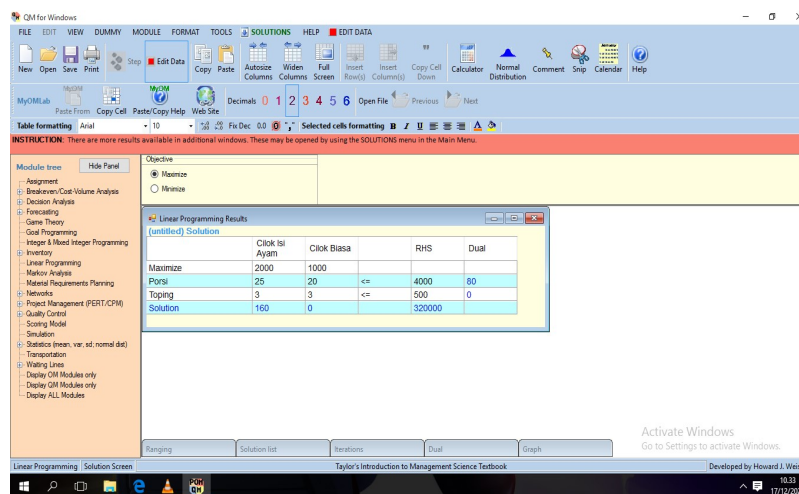 QM for Windows
FILE EDIT VIEW DUMMY MODULE FORMAT TOOLS SOLUTIONS HELP EDIT DATA
New Open Save Print Step Edit Data Copy Paste Autosize Columns Widen Columns Full Screen Insert Row(s) Insert Column(s) Copy Cell Down Calculator Normal Distribution Comment Snip Calendar Help
MyOMLab Paste From Copy Cell Paste/Copy Help Web Site Decimals 0 1 2 3 4 5 6 Open File Previous Next
Table formatting Arial 10 Fix Dec 0.0 0 "," Selected cells formatting B I U A
INSTRUCTION: There are more results available in additional windows. These may be opened by using the SOLUTIONS menu in the Main Menu.
Module tree Hide Panel
Assignment
Breakeven/Cost-Volume Analysis
Decision Analysis
Forecasting
Game Theory
Goal Programming
Integer & Mixed Integer Programming
Inventory
Linear Programming
Markov Analysis
Material Requirements Planning
Networks
Project Management (PERT/CPM)
Quality Control
Scoring Model
Simulation
Statistics (mean, var, sd; normal dist)
Transportation
Waiting Lines
Display OM Modules only
Display QM Modules only
Display ALL Modules
Objective
Maximize
Minimize
Linear Programming Results
(untitled) Solution
Cilok Isi Ayam Cilok Biasa RHS Dual
Maximize 2000 1000
Porsi 25 20 <= 4000 80
Toping 3 3 <= 500 0
Solution 160 0 320000
Activate Windows
Go to Settings to activate Windows.
Ranging Solution list Iterations Dual Graph
Linear Programming Solution Screen Taylor's Introduction to Management Science Textbook Developed by Howard J. Weis
POM QM
10.33
17/12/20